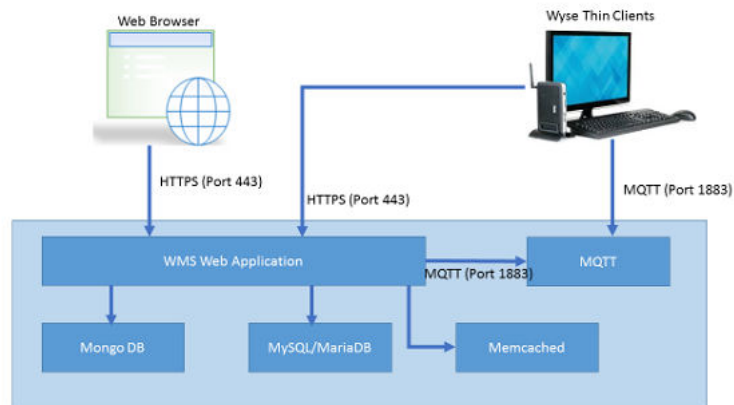 Web Browser
Wyse Thin Clients
HTTPS (Port 443)
HTTPS (Port 443)
MQTT (Port 1883)
WMS Web Application
MQTT (Port 1883)
MQTT
Mongo DB
MySQL/MariaDB
Memcached